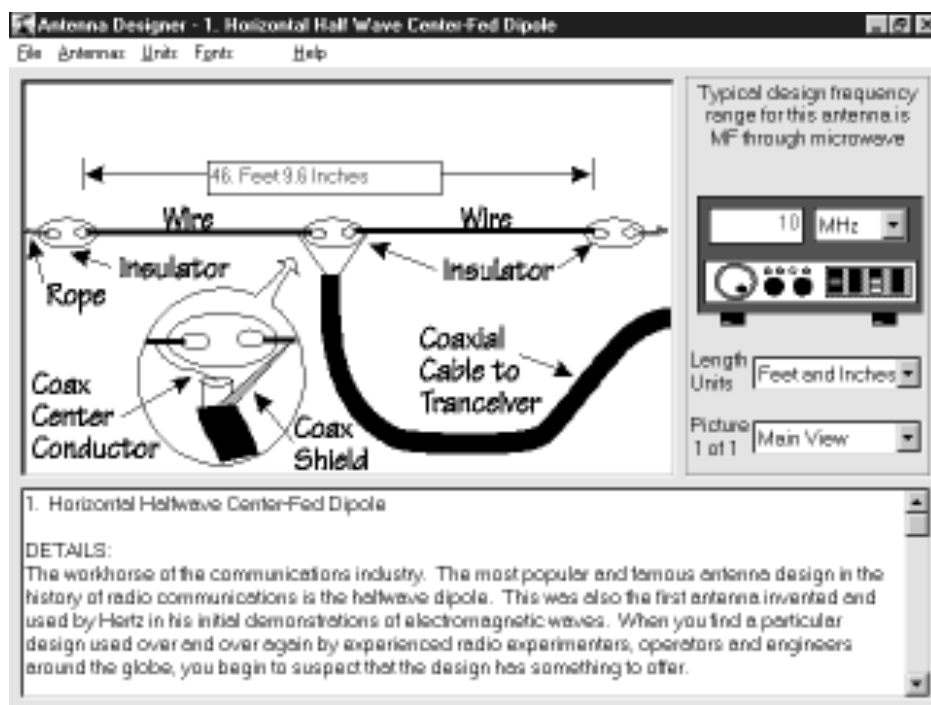 Antenna Designer - 1. Horizontal Half Wave Center-Fed Dipole
File Antennas Units Fonts Help
Typical design frequency
range for this antenna is
MF through microwave
46. Feet 9.6 Inches
Wire
Wire
Insulator
Insulator
Rope
Coax
Center
Conductor
Coax
Shield
Coaxial
Cable to
Tranceiver
10 MHz
Length
Units
Feet and Inches
Picture
1 of 1
Main View
1. Horizontal Halfwave Center-Fed Dipole
DETAILS:
The workhorse of the communications industry. The most popular and famous antenna design in the
history of radio communications is the halfwave dipole. This was also the first antenna invented and
used by Hertz in his initial demonstrations of electromagnetic waves. When you find a particular
design used over and over again by experienced radio experimenters, operators and engineers
around the globe, you begin to suspect that the design has something to offer.